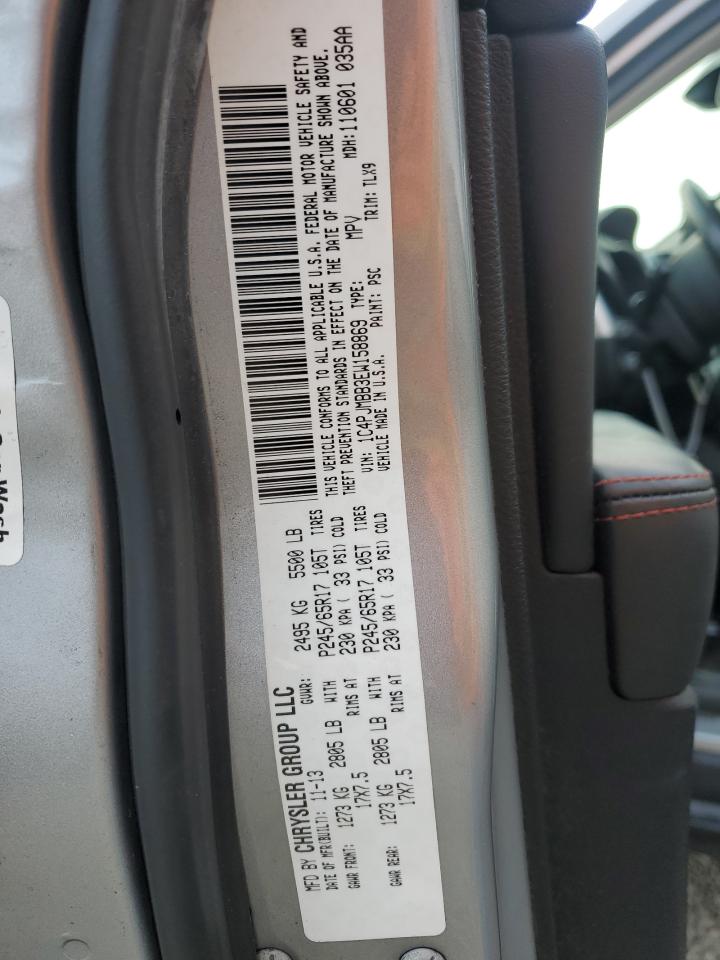 MFD BY CHRYSLER GROUP LLC
DATE OF MFR(BUILT): 11-13 GVWR: 2495 KG 5500 LB
GAWR FRONT: 1273 KG 2805 LB WITH P245/65R17 105T TIRES
17X7.5 RIMS AT 230 KPA ( 33 PSI) COLD
GAWR REAR: 1273 KG 2805 LB WITH P245/65R17 105T TIRES
17X7.5 RIMS AT 230 KPA ( 33 PSI) COLD
THIS VEHICLE CONFORMS TO ALL APPLICABLE U.S.A. FEDERAL MOTOR VEHICLE SAFETY AND
THEFT PREVENTION STANDARDS IN EFFECT ON THE DATE OF MANUFACTURE SHOWN ABOVE.
VIN: 1C4PJMBB3EW158869 TYPE: MPV MDH: 110601 035AA
VEHICLE MADE IN U.S.A. PAINT: PSC TRIM: TLX9